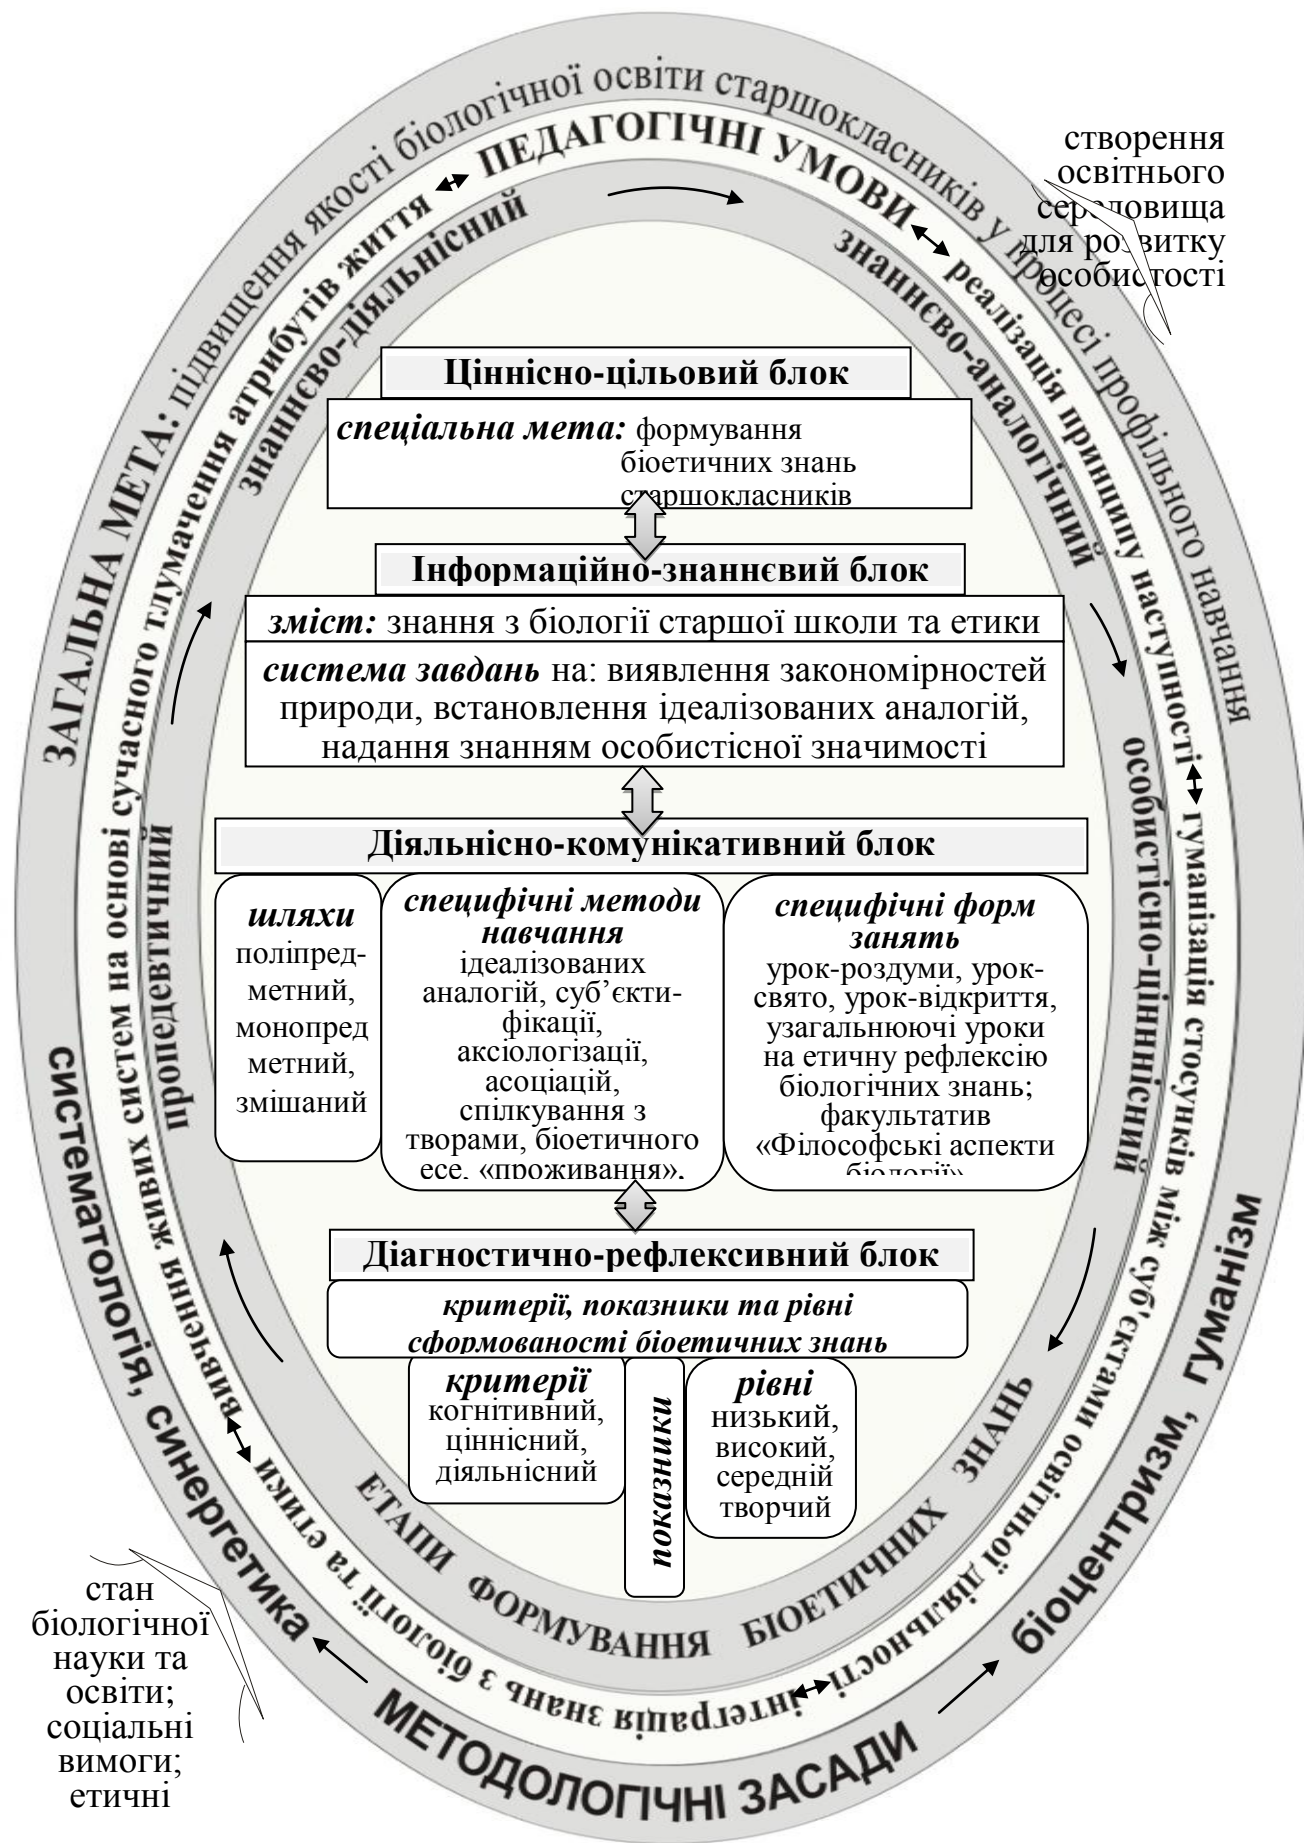 ЗАГАЛЬНА МЕТА: підвищення якості біологічної освіти старшокласників у процесі профільного навчання
створення
освітнього
середовища
для розвитку
особистості
ПЕДАГОГІЧНІ УМОВИ
реалізація принципу наступності
гуманізація стосунків між суб'єктами освітньої діяльності
інтеграція знань з біології та етики
вивчення живих систем на основі сучасного тлумачення атрибутів життя
пропедевтичний
знаннєво-діяльнісний
знаннєво-аналогічний
особистісно-ціннісний
ЕТАПИ ФОРМУВАННЯ БІОЕТИЧНИХ ЗНАНЬ
Ціннісно-цільовий блок
спеціальна мета: формування
біоетичних знань
старшокласників
Інформаційно-знаннєвий блок
зміст: знання з біології старшої школи та етики
система завдань на: виявлення закономірностей
природи, встановлення ідеалізованих аналогій,
надання знанням особистісної значимості
Діяльнісно-комунікативний блок
шляхи
поліпред-
метний,
монопред
метний,
змішаний
специфічні методи
навчання
ідеалізованих
аналогій, суб’єкти-
фікації,
аксіологізації,
асоціацій,
спілкування з
творами, біоетичного
есе, «проживання»,
специфічні форм
занять
урок-роздуми, урок-
свято, урок-відкриття,
узагальнюючі уроки
на етичну рефлексію
біологічних знань;
факультатив
«Філософські аспекти
біології»
Діагностично-рефлексивний блок
критерії, показники та рівні
сформованості біоетичних знань
критерії
когнітивний,
ціннісний,
діяльнісний
показники
рівні
низький,
високий,
середній
творчий
стан
біологічної
науки та
освіти;
соціальні
вимоги;
етичні
МЕТОДОЛОГІЧНІ ЗАСАДИ
систематологія, синергетика
біоцентризм, гуманізм